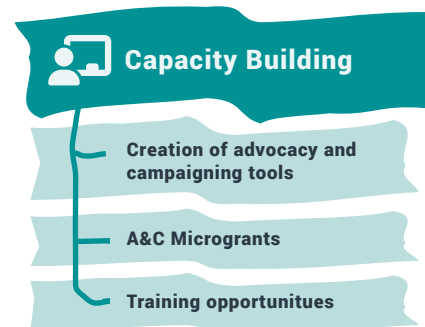 Capacity Building
Creation of advocacy and
campaigning tools
A&C Microgrants
Training opportunitues